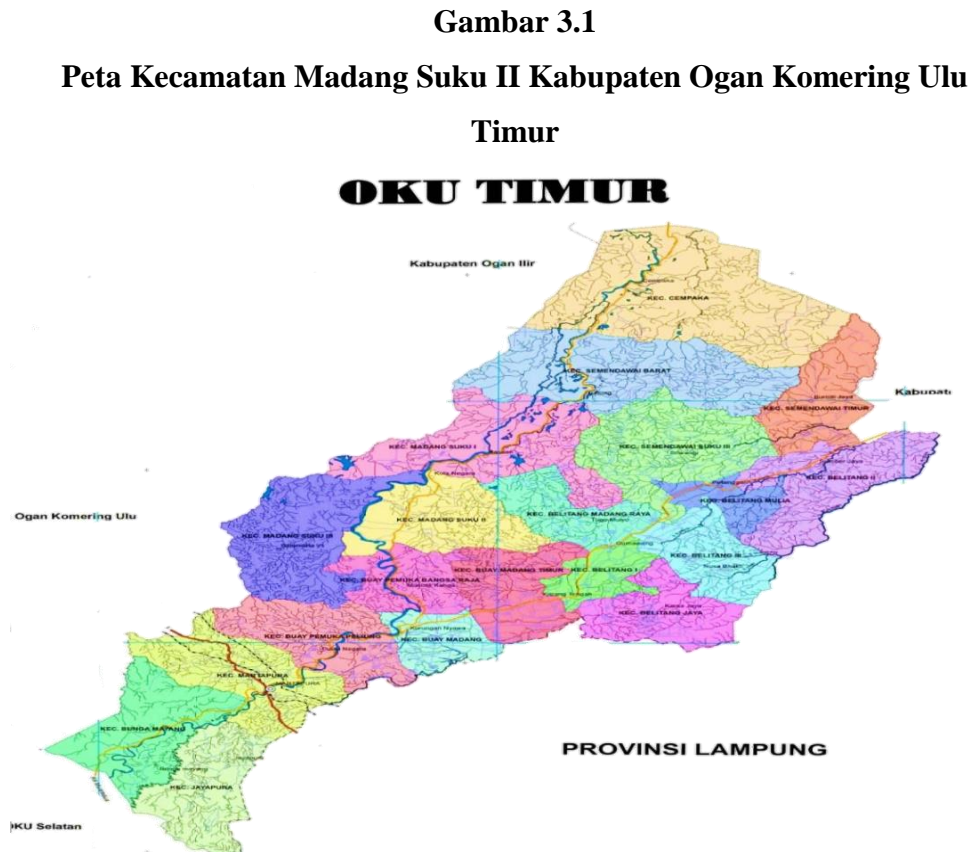 Gambar 3.1
Peta Kecamatan Madang Suku II Kabupaten Ogan Komering Ulu
Timur
OKU TIMUR
Kabupaten Ogan Ilir
KEC. CEMPAKA
KEC. SEMENDAWAI BARAT
Kabupati
KEC. SEMENDAWAI TIMUR
KEC. MADANG SUKU I
KEC. SEMENDAWAI SUKU III
KEC. BELITANG II
KEC. BELITANG MULIA
Ogan Komering Ulu
KEC. MADANG SUKU II
KEC. BELITANG MADANG RAYA
KEC. MADANG SUKU III
KEC. BELITANG III
KEC. BUAY MADANG TIMUR
KEC. BELITANG I
KEC. BUAY PEMUKA BANGSA RAJA
KEC. BELITANG JAYA
KEC. BUAY PEMUKA PELIUNG
KEC. BUAY MADANG
KEC. MARTAPURA
KEC. BUNGA MAYANG
PROVINSI LAMPUNG
KEC. JAYAPURA
KU Selatan